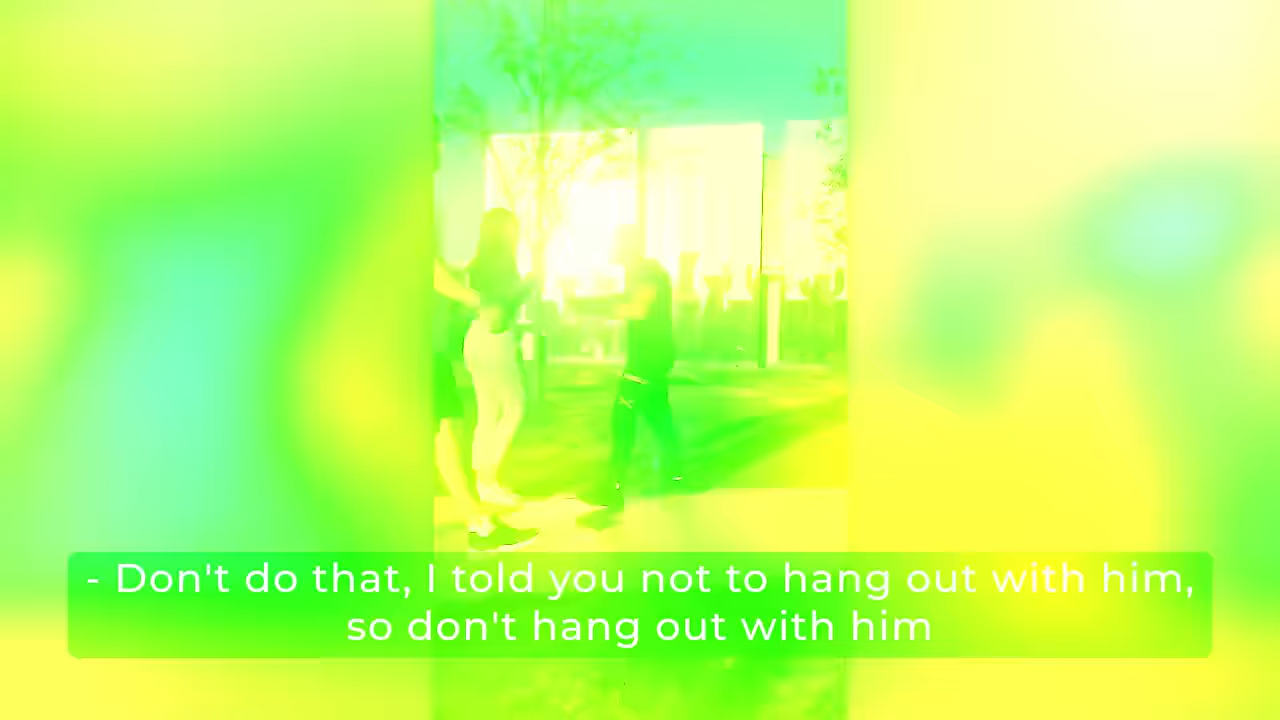 - Don't do that, I told you not to hang out with him,
so don't hang out with him